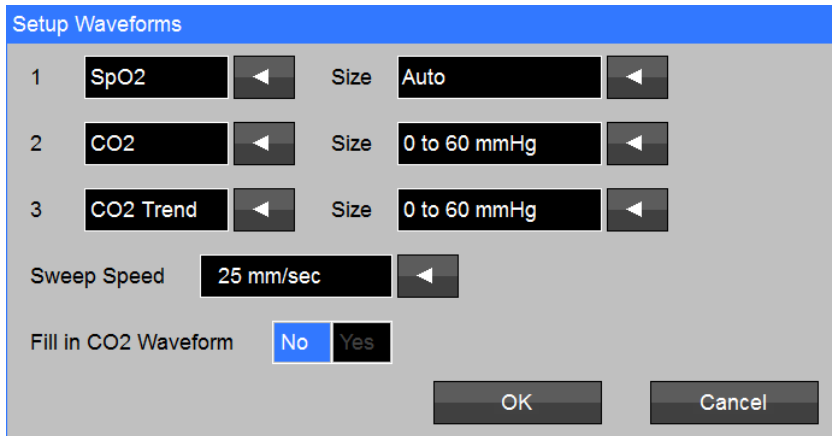 Setup Waveforms
1 SpO2 Size Auto
2 CO2 Size 0 to 60 mmHg
3 CO2 Trend Size 0 to 60 mmHg
Sweep Speed 25 mm/sec
Fill in CO2 Waveform No Yes
OK Cancel